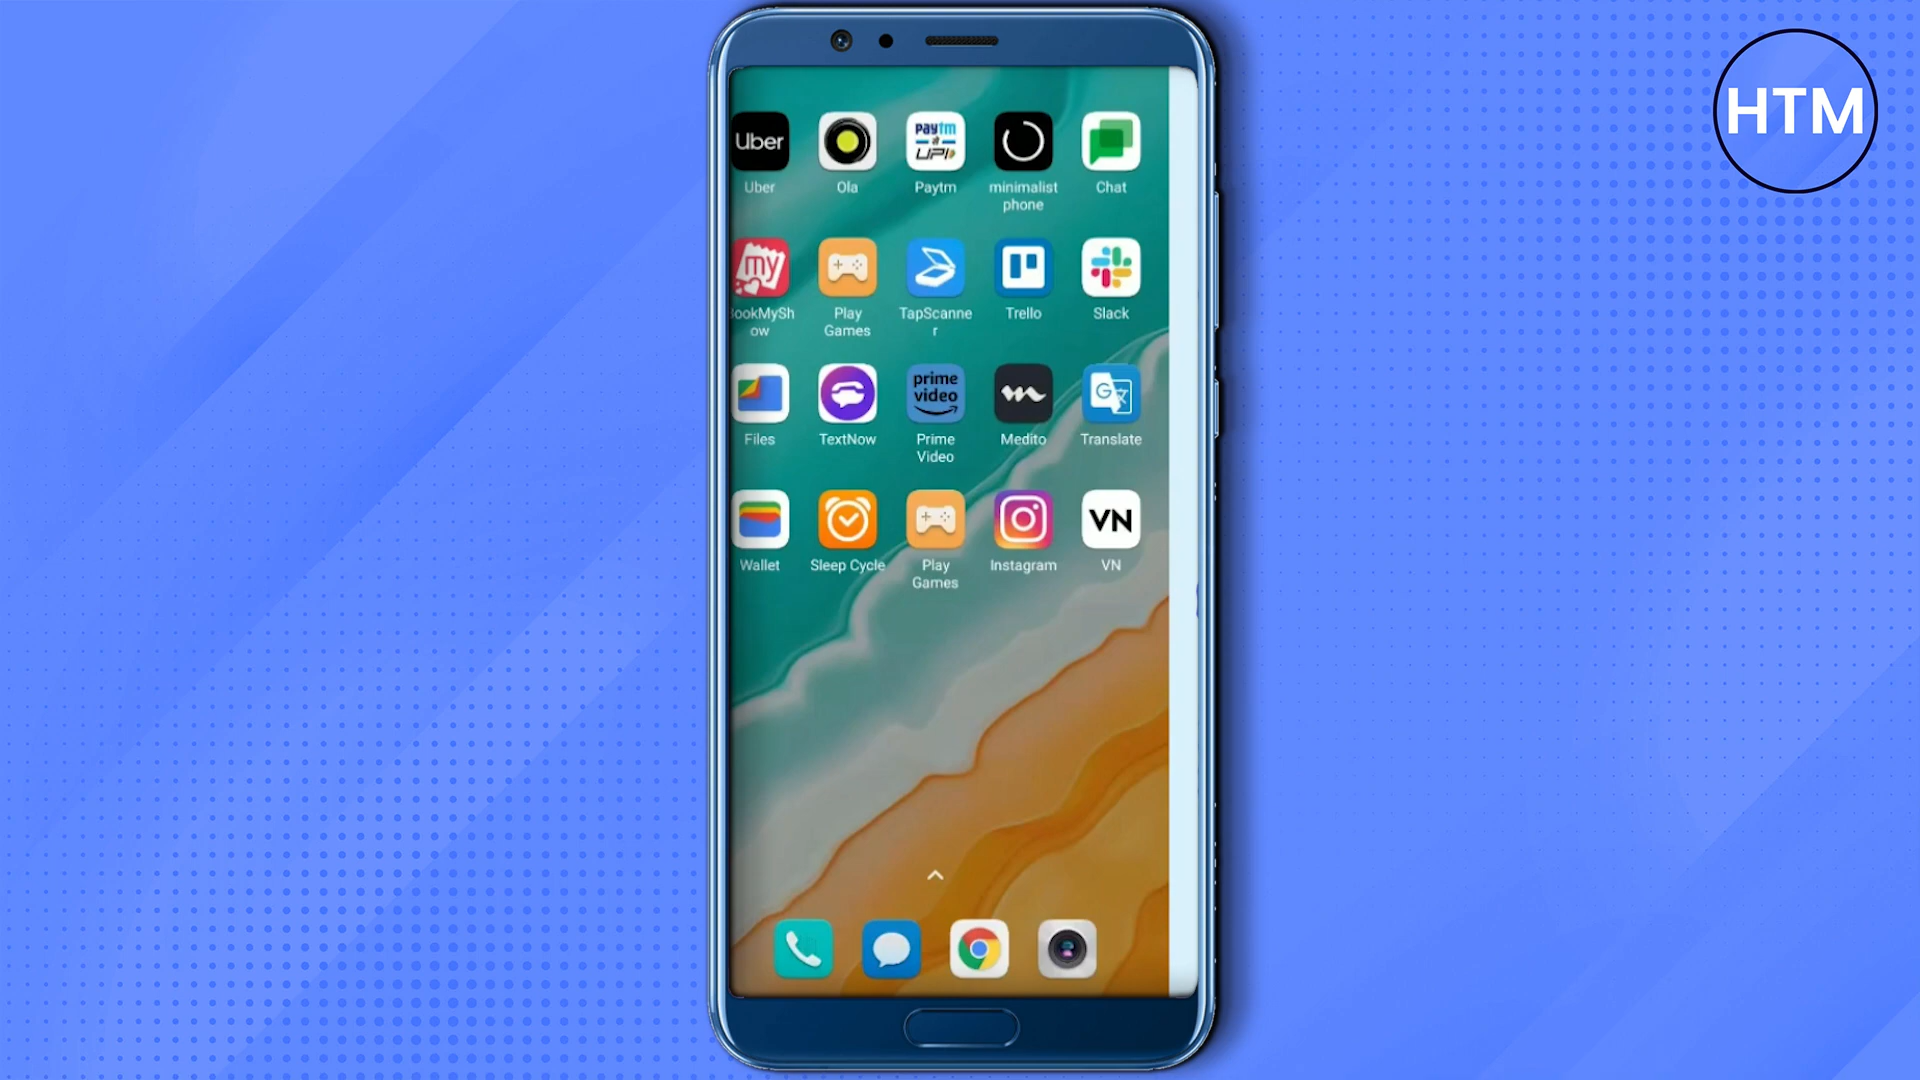 HTM
Uber
Paytm
UPI
Uber Ola Paytm minimalist Chat
phone
my
BookMySh Play TapScanne Trello Slack
ow Games r
prime
video
G
Files TextNow Prime Medito Translate
Video
VN
Wallet Sleep Cycle Play Instagram VN
Games